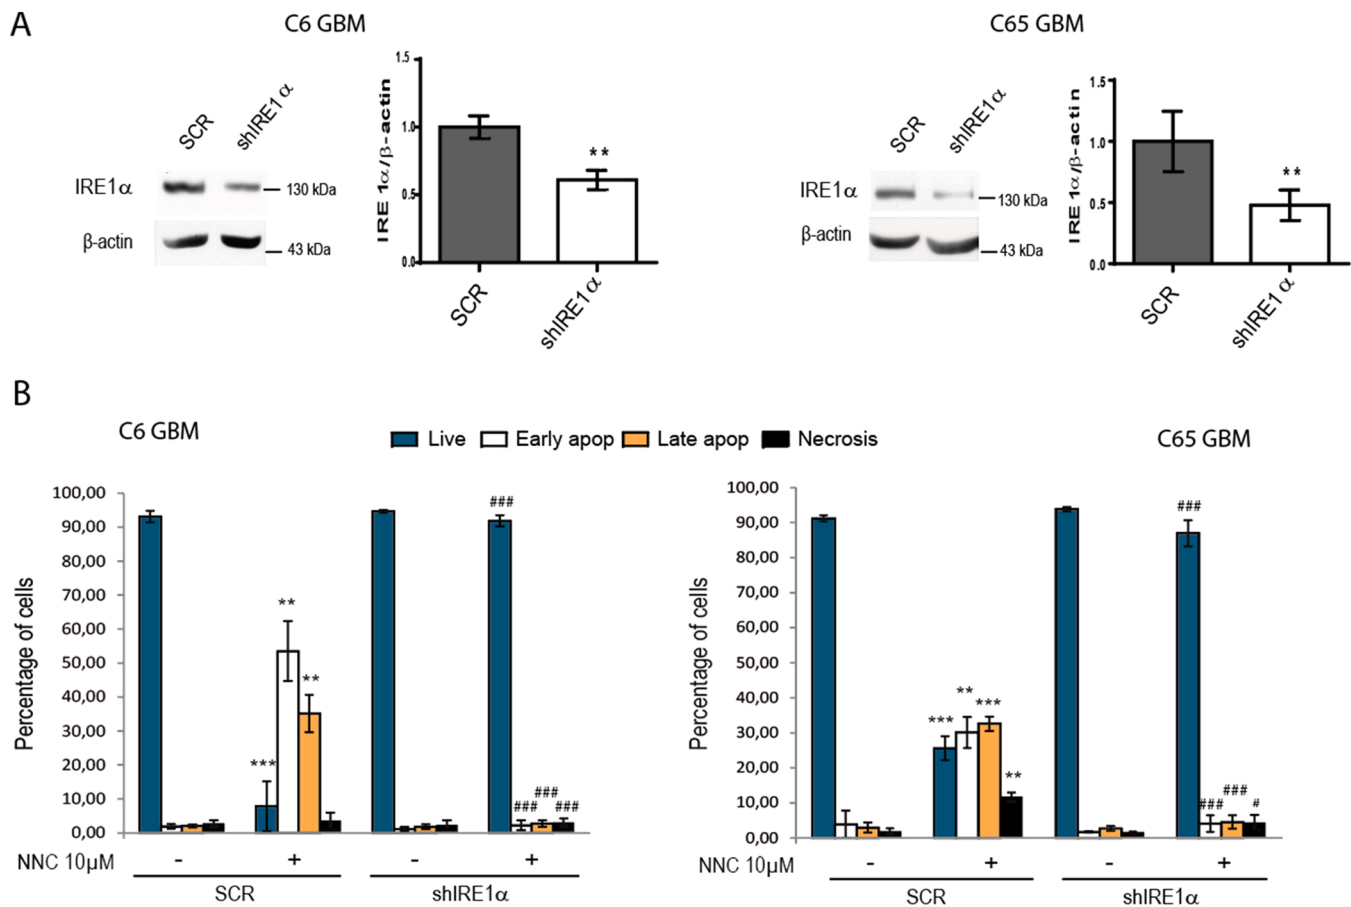 A
C6 GBM
C65 GBM
SCR
shIRE1α
IRE1α
130 kDa
β-actin
43 kDa
IRE 1α/β-actin
1.5
1.0
0.5
0.0
**
SCR
shIRE1α
SCR
shIRE1α
IRE1α
130 kDa
β-actin
43 kDa
IRE 1α/β-actin
1.5
1.0
0.5
0.0
**
SCR
shIRE1α
B
C6 GBM
Live Early apop Late apop Necrosis
C65 GBM
Percentage of cells
100,00
90,00
80,00
70,00
60,00
50,00
40,00
30,00
20,00
10,00
0,00
***
**
**
###
###
###
###
NNC 10µM - + - +
SCR shIRE1α
Percentage of cells
100,00
90,00
80,00
70,00
60,00
50,00
40,00
30,00
20,00
10,00
0,00
***
**
***
**
###
###
###
#
NNC 10µM - + - +
SCR shIRE1α